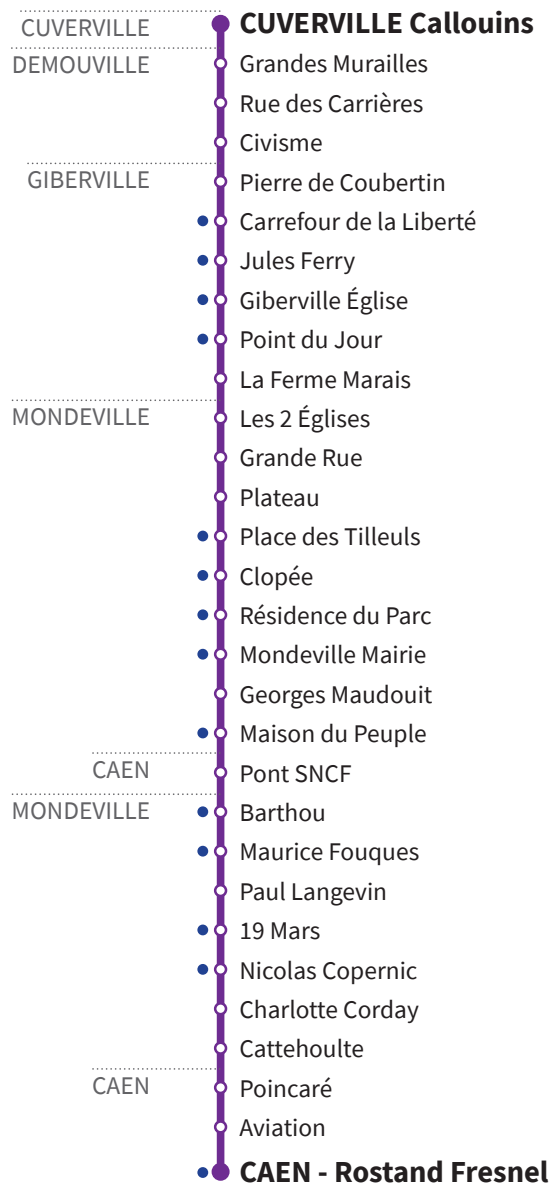 CUVERVILLE
CUVERVILLE Callouins
DEMOUVILLE
Grandes Murailles
Rue des Carrières
Civisme
GIBERVILLE
Pierre de Coubertin
Carrefour de la Liberté
Jules Ferry
Giberville Église
Point du Jour
La Ferme Marais
MONDEVILLE
Les 2 Églises
Grande Rue
Plateau
Place des Tilleuls
Clopée
Résidence du Parc
Mondeville Mairie
Georges Maudouit
Maison du Peuple
CAEN
Pont SNCF
MONDEVILLE
Barthou
Maurice Fouques
Paul Langevin
19 Mars
Nicolas Copernic
Charlotte Corday
Cattehoulte
CAEN
Poincaré
Aviation
CAEN - Rostand Fresnel